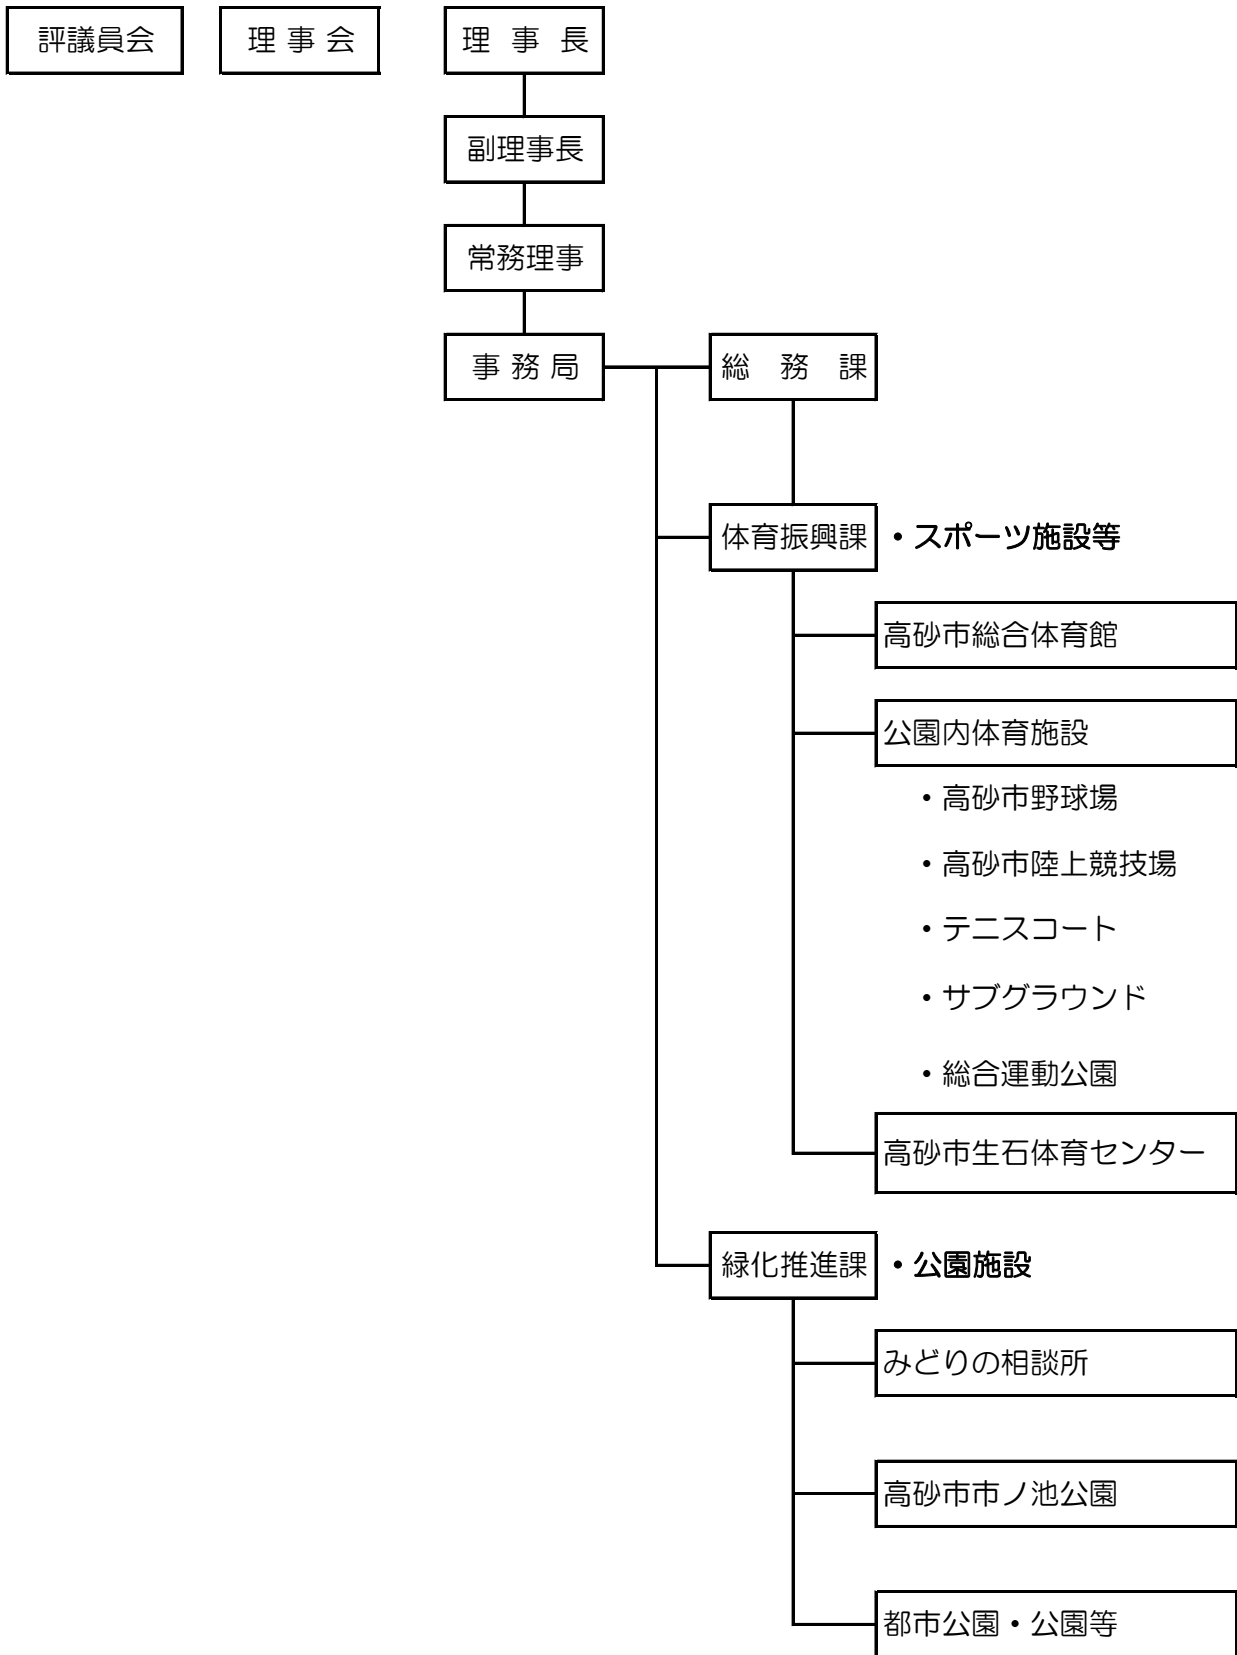 評議員会
理事会
理事長
副理事長
常務理事
事務局
総務課
体育振興課
・スポーツ施設等
高砂市総合体育館
公園内体育施設
・高砂市野球場
・高砂市陸上競技場
・テニスコート
・サブグラウンド
・総合運動公園
高砂市生石体育センター
緑化推進課
・公園施設
みどりの相談所
高砂市市ノ池公園
都市公園・公園等